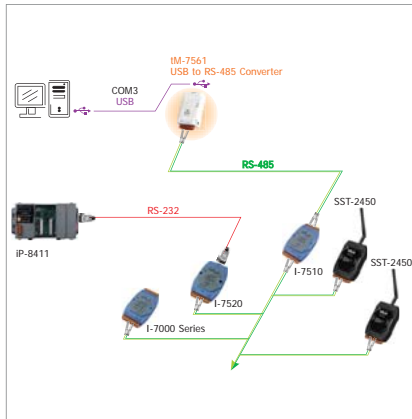 tM-7561
USB to RS-485 Converter
COM3
USB
RS-485
RS-232
SST-2450
SST-2450
iP-8411
I-7510
I-7520
I-7000 Series